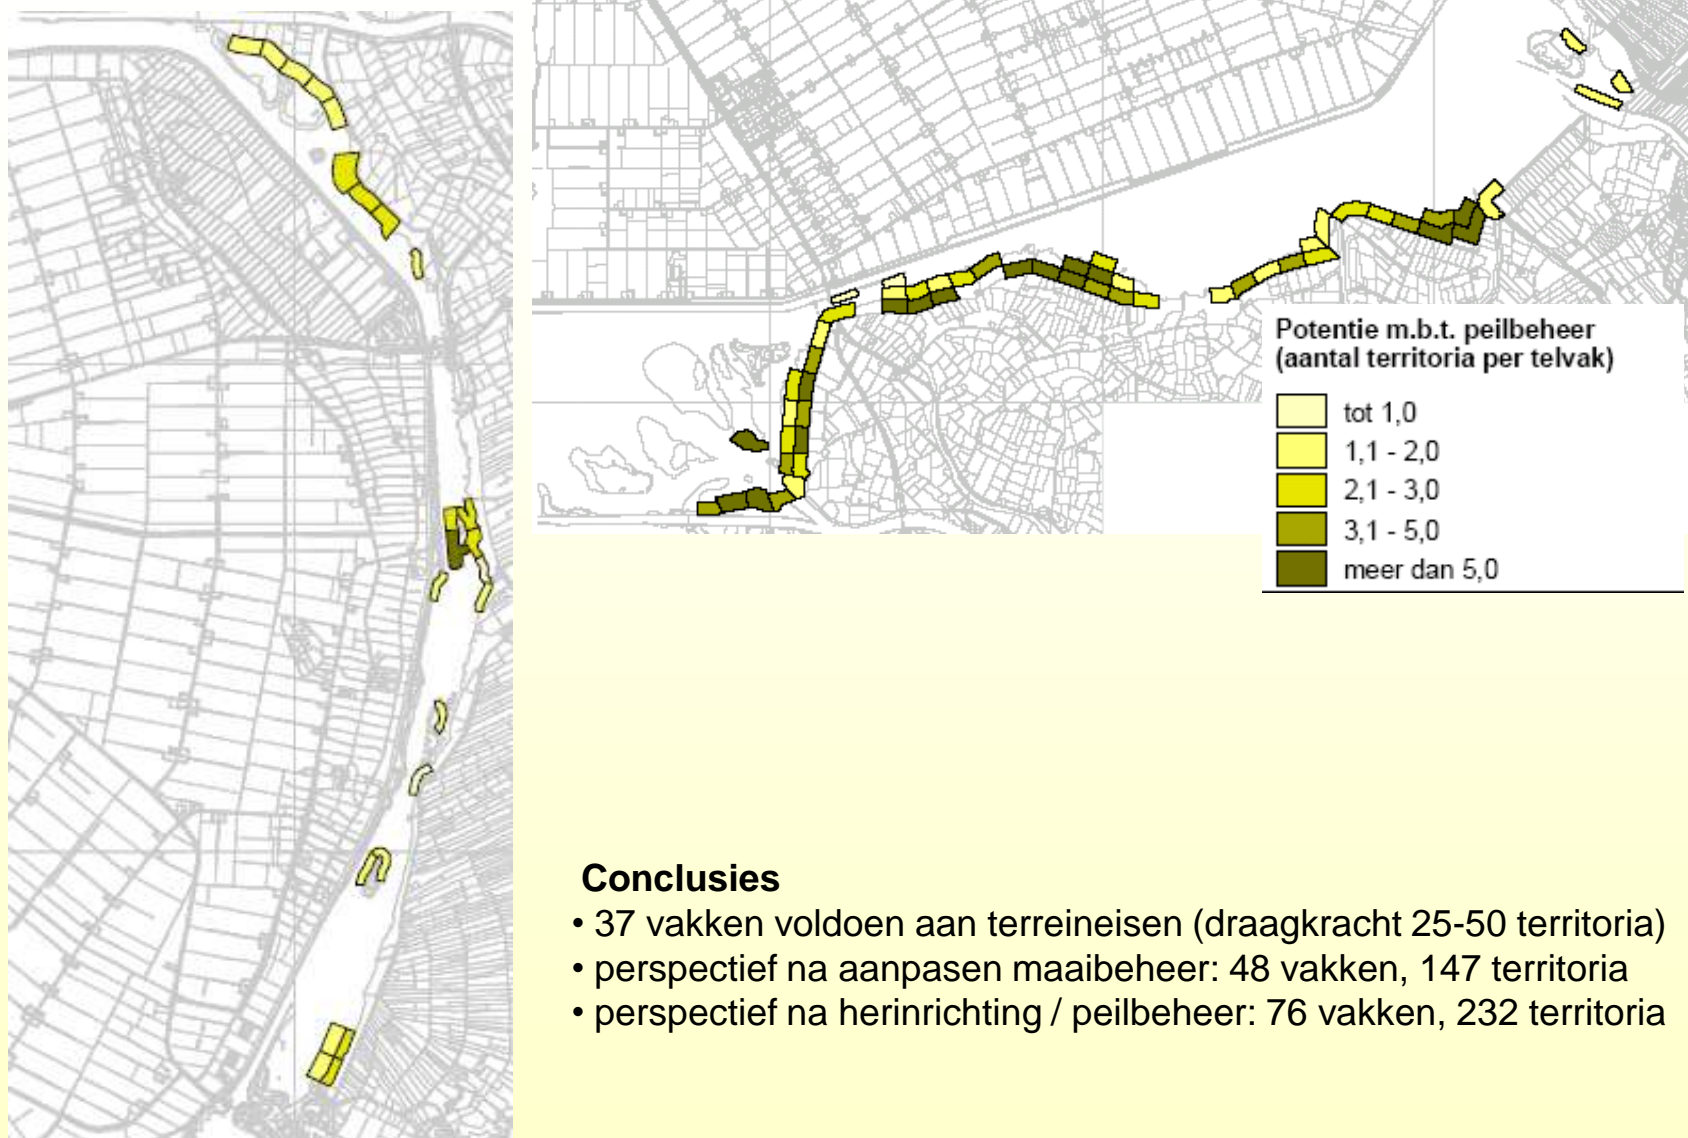 Potentie m.b.t. peilbeheer
(aantal territoria per telvak)
tot 1,0
1,1 - 2,0
2,1 - 3,0
3,1 - 5,0
meer dan 5,0
Conclusies
• 37 vakken voldoen aan terreineisen (draagkracht 25-50 territoria)
• perspectief na aanpasen maaibeheer: 48 vakken, 147 territoria
• perspectief na herinrichting / peilbeheer: 76 vakken, 232 territoria